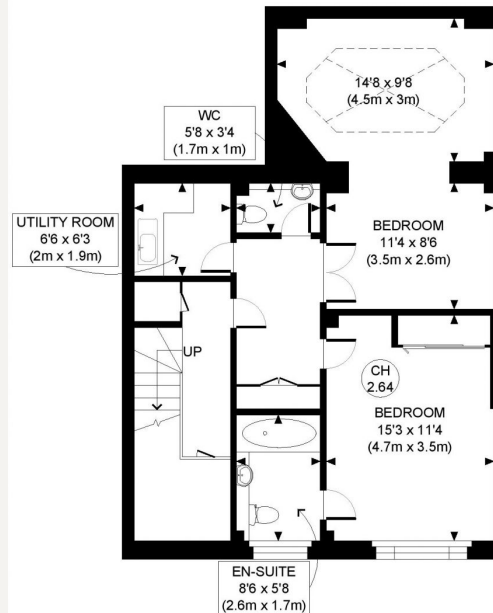 14'8 x 9'8
(4.5m x 3m)
WC
5'8 x 3'4
(1.7m x 1m)
UTILITY ROOM
6'6 x 6'3
(2m x 1.9m)
BEDROOM
11'4 x 8'6
(3.5m x 2.6m)
UP
CH
2.64
BEDROOM
15'3 x 11'4
(4.7m x 3.5m)
EN-SUITE
8'6 x 5'8
(2.6m x 1.7m)